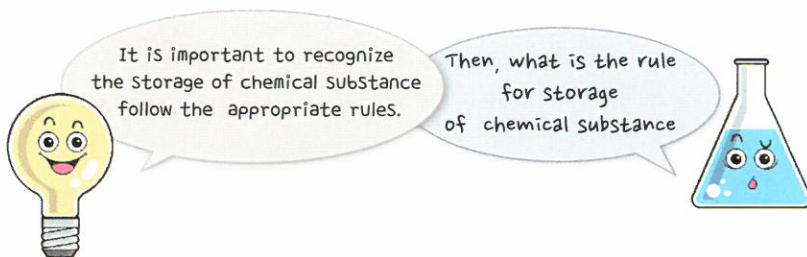 It is important to recognize
the storage of chemical substance
follow the appropriate rules.
Then, what is the rule
for storage
of chemical substance